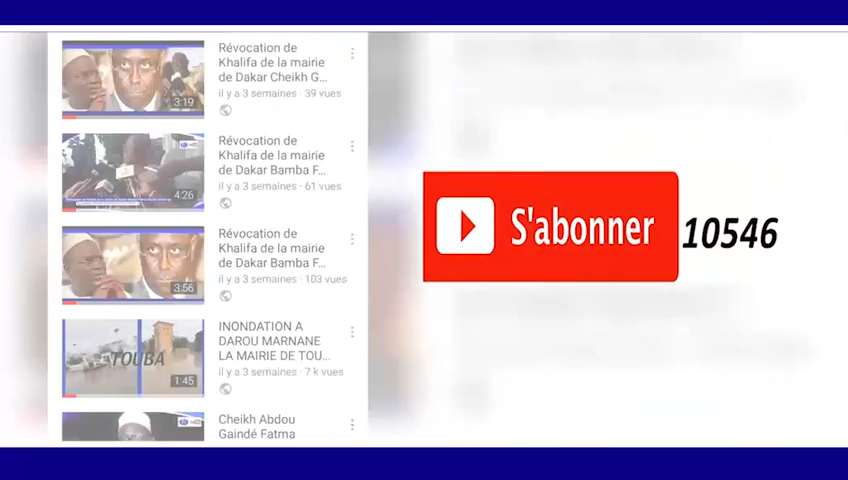 Révocation de
Khalifa de la mairie
de Dakar Cheikh G...
il y a 3 semaines · 39 vues
3:19
Révocation de
Khalifa de la mairie
de Dakar Bamba F...
il y a 3 semaines · 61 vues
4:26
Révocation de
Khalifa de la mairie
de Dakar Bamba F...
il y a 3 semaines · 103 vues
3:56
INONDATION A
DAROU MARNANE
LA MAIRIE DE TOU...
il y a 3 semaines · 7 k vues
TOUBA
1:45
Cheikh Abdou
Gaindé Fatma
S'abonner
10546